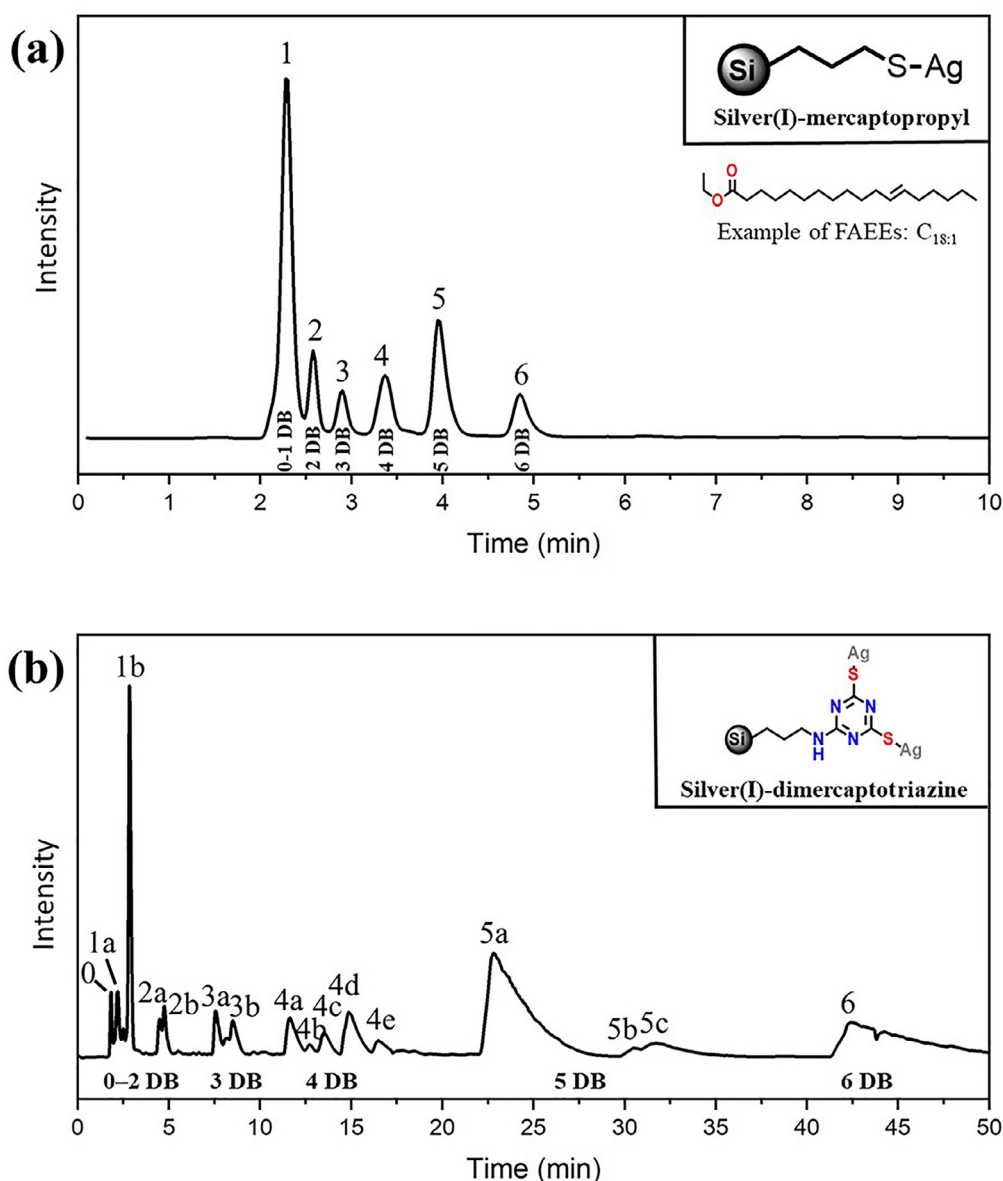 (a)
1
2
3
4
5
6
0-1 DB
2 DB
3 DB
4 DB
5 DB
6 DB
Si
S-Ag
Silver(I)-mercaptopropyl
O
O
Example of FAEEs: C18:1
Intensity
0 1 2 3 4 5 6 7 8 9 10
Time (min)
(b)
0
1a
1b
2a
2b
3a
3b
4a
4b
4c
4d
4e
5a
5b
5c
6
0–2 DB 3 DB 4 DB 5 DB 6 DB
Ag
S
N N
Si
N
H
N
S
Ag
Silver(I)-dimercaptotriazine
Intensity
0 5 10 15 20 25 30 35 40 45 50
Time (min)